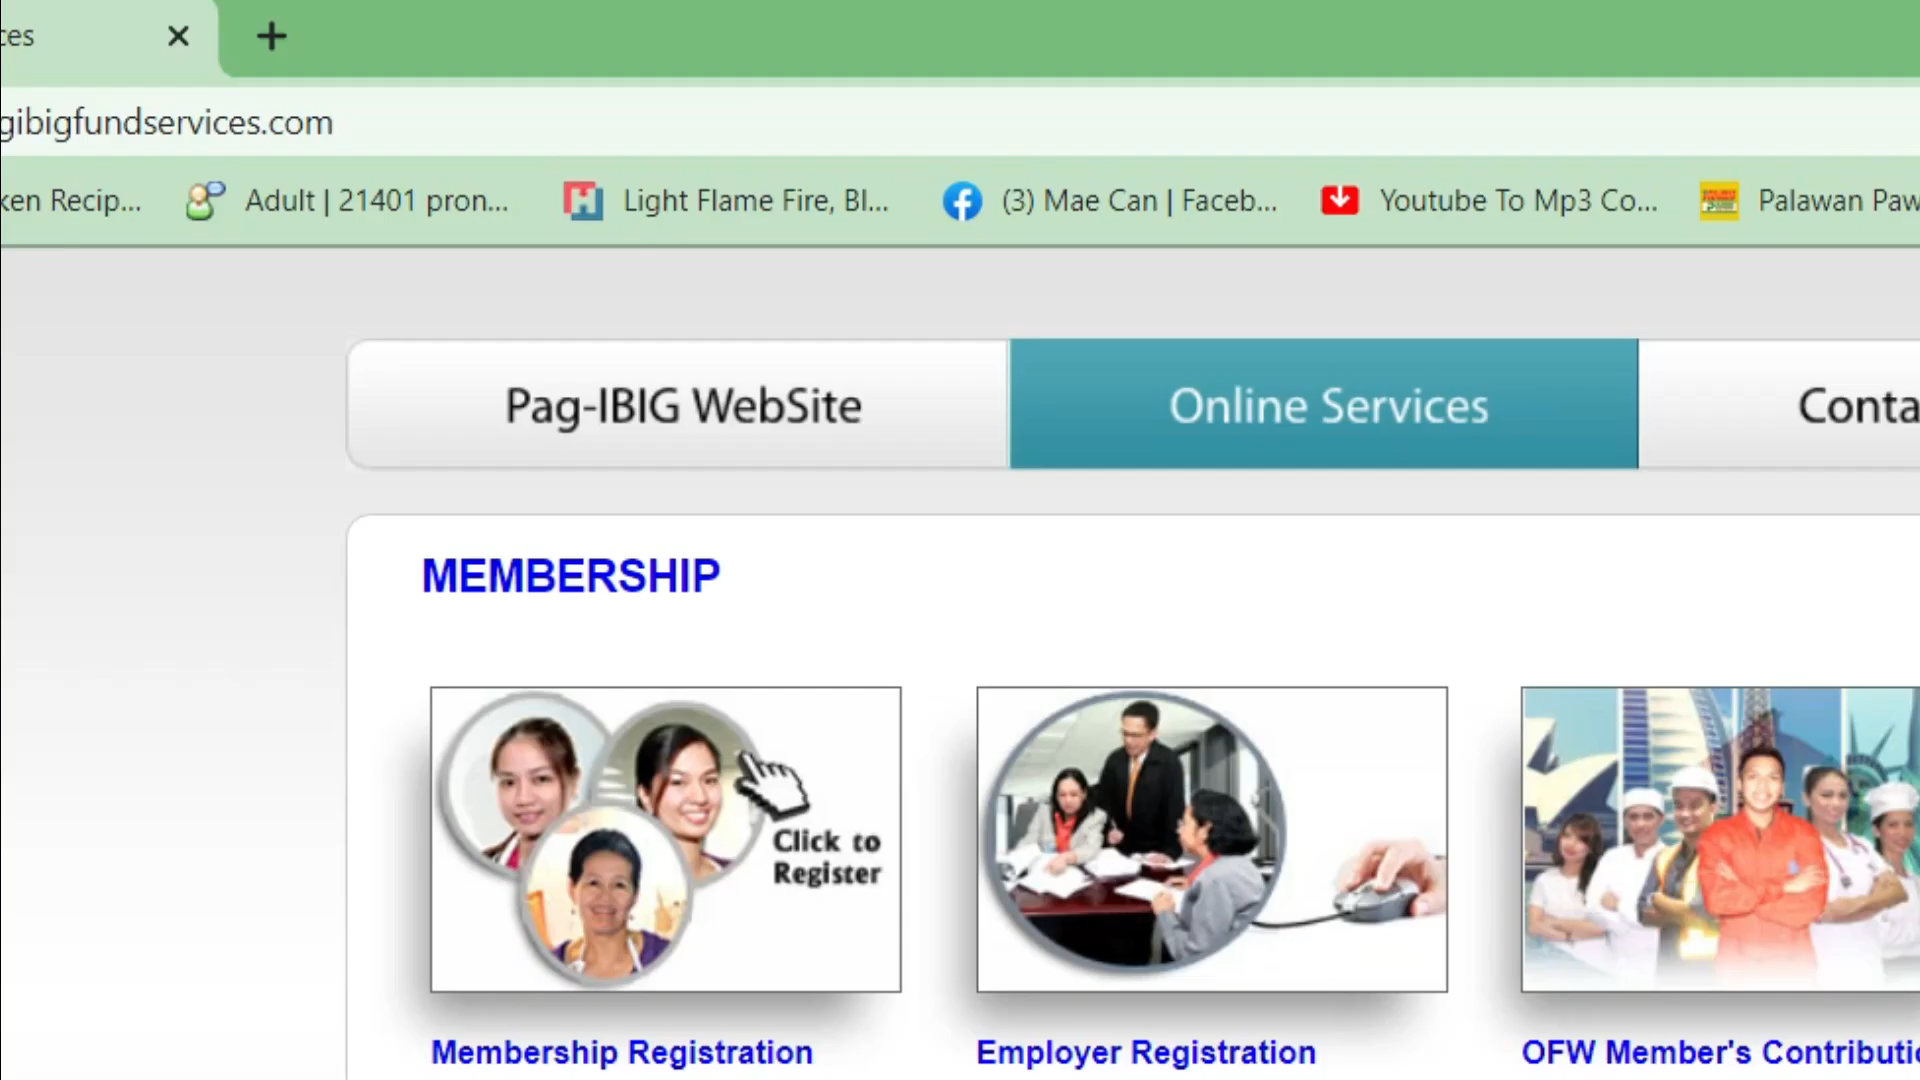 ces
gibigfundservices.com
ken Recip... Adult | 21401 pron... Light Flame Fire, Bl... (3) Mae Can | Faceb... Youtube To Mp3 Co... Palawan Paw
Pag-IBIG WebSite Online Services Conta
MEMBERSHIP
Click to
Register
Membership Registration Employer Registration OFW Member's Contributi